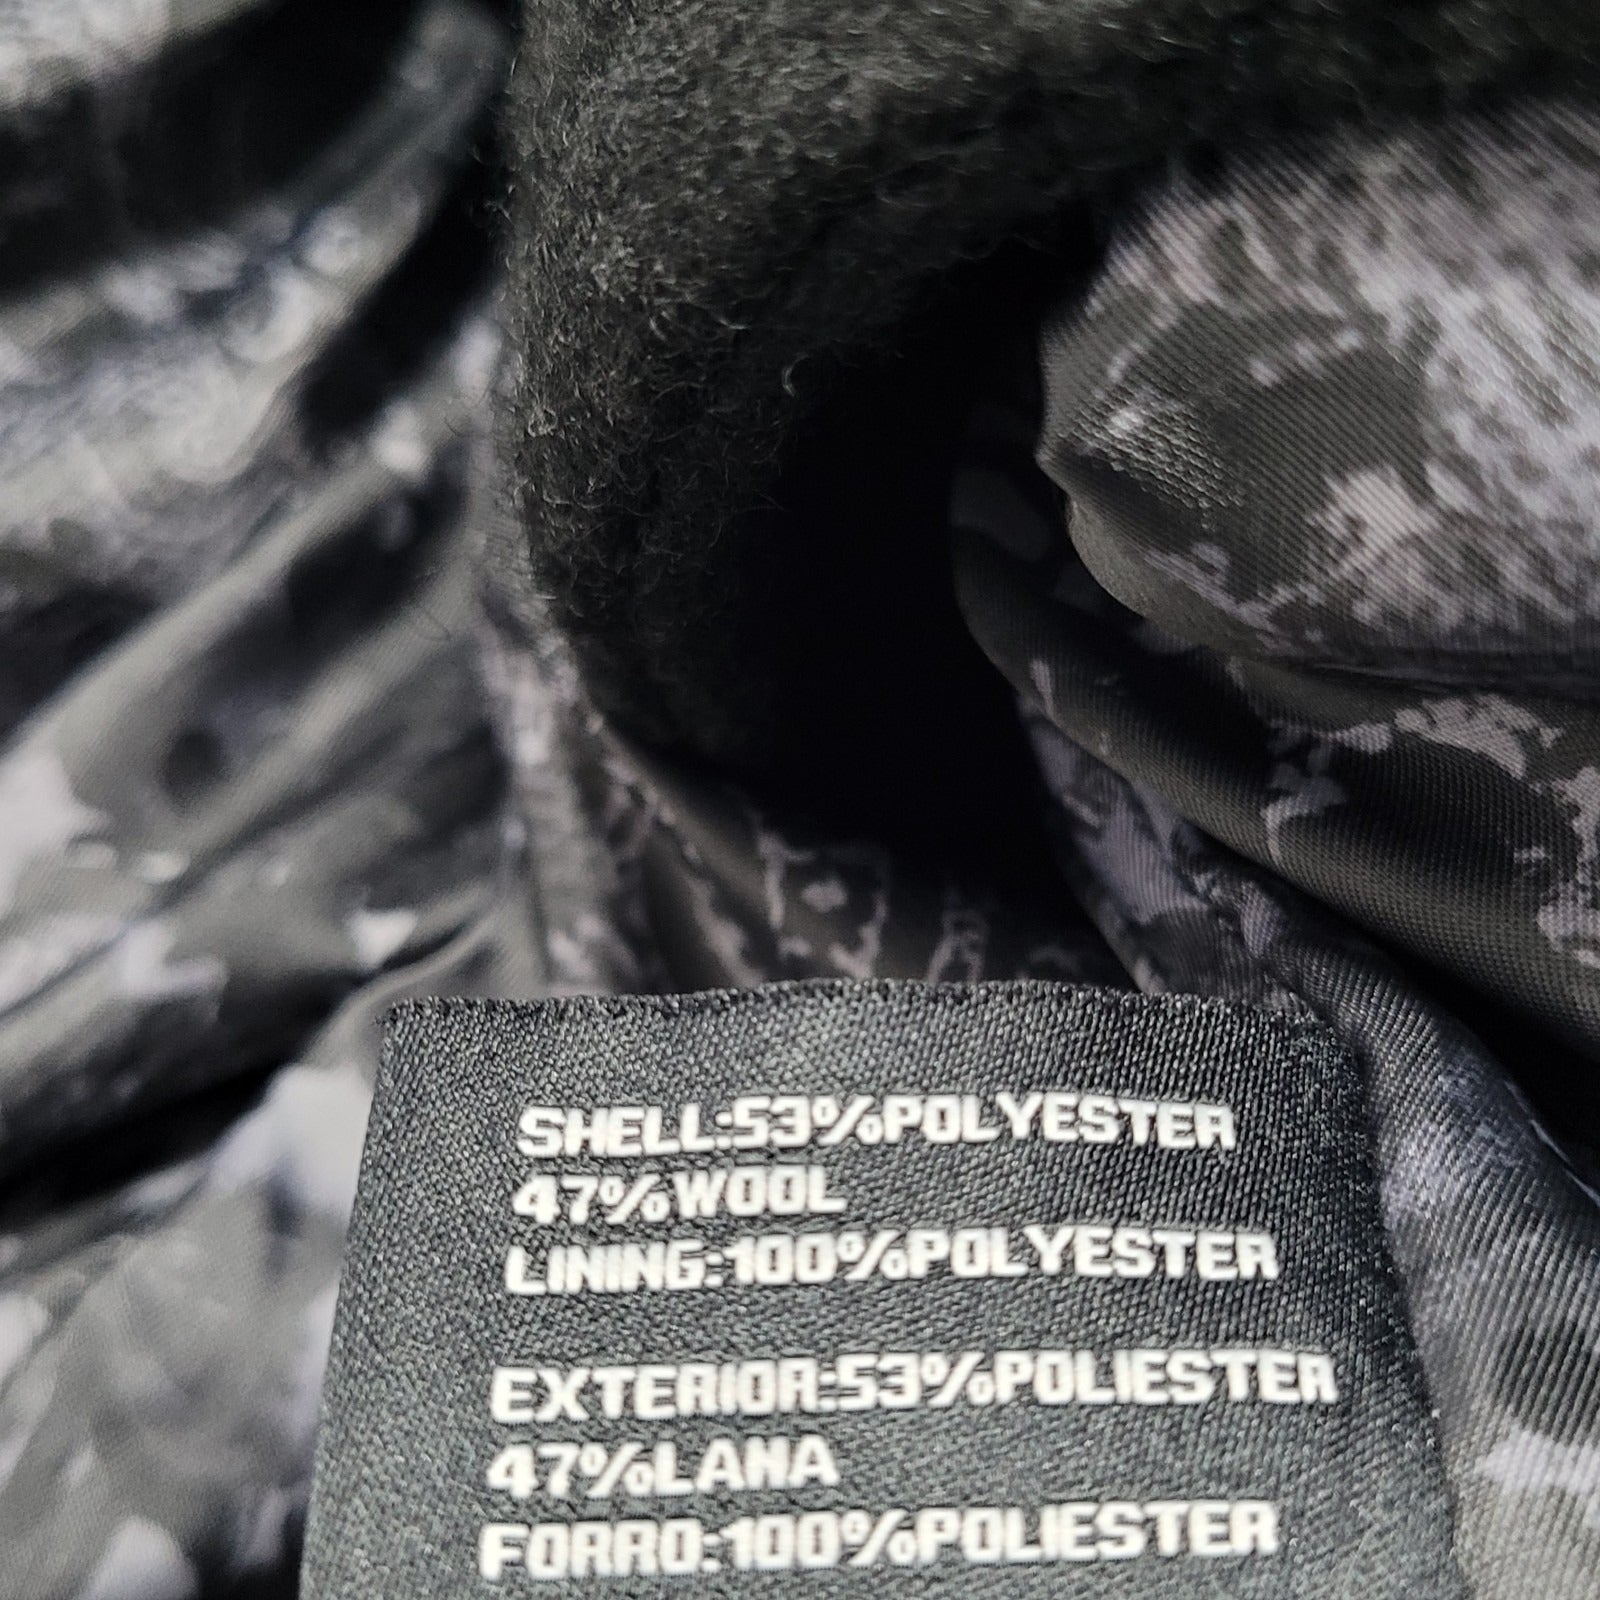 SHELL:53%POLYESTER
47%WOOL
LINING:100%POLYESTER
EXTERIOR:53%POLIESTER
47%LANA
FORRO:100%POLIESTER